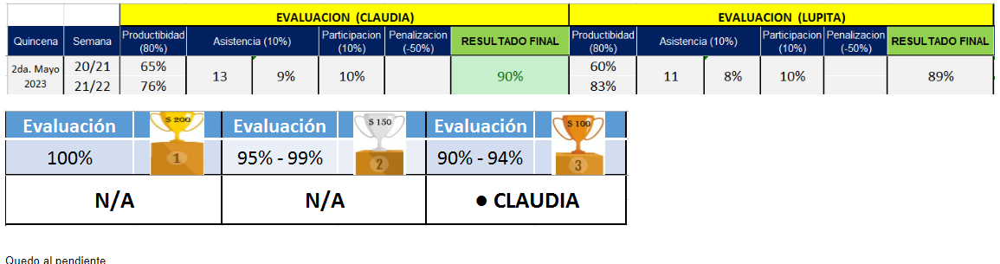 EVALUACION (CLAUDIA) EVALUACION (LUPITA)
Quincena Semana Productibidad (80%) Asistencia (10%) Participacion (10%) Penalizacion (-50%) RESULTADO FINAL Productibidad (80%) Asistencia (10%) Participacion (10%) Penalizacion (-50%) RESULTADO FINAL
2da. Mayo 2023 20/21 65% 13 9% 10% 90% 60% 11 8% 10% 89%
21/22 76% 83%
Evaluación $ 200 Evaluación $ 150 Evaluación $ 100
100% 1 95% - 99% 2 90% - 94% 3
N/A N/A ● CLAUDIA
Quedo al pendiente